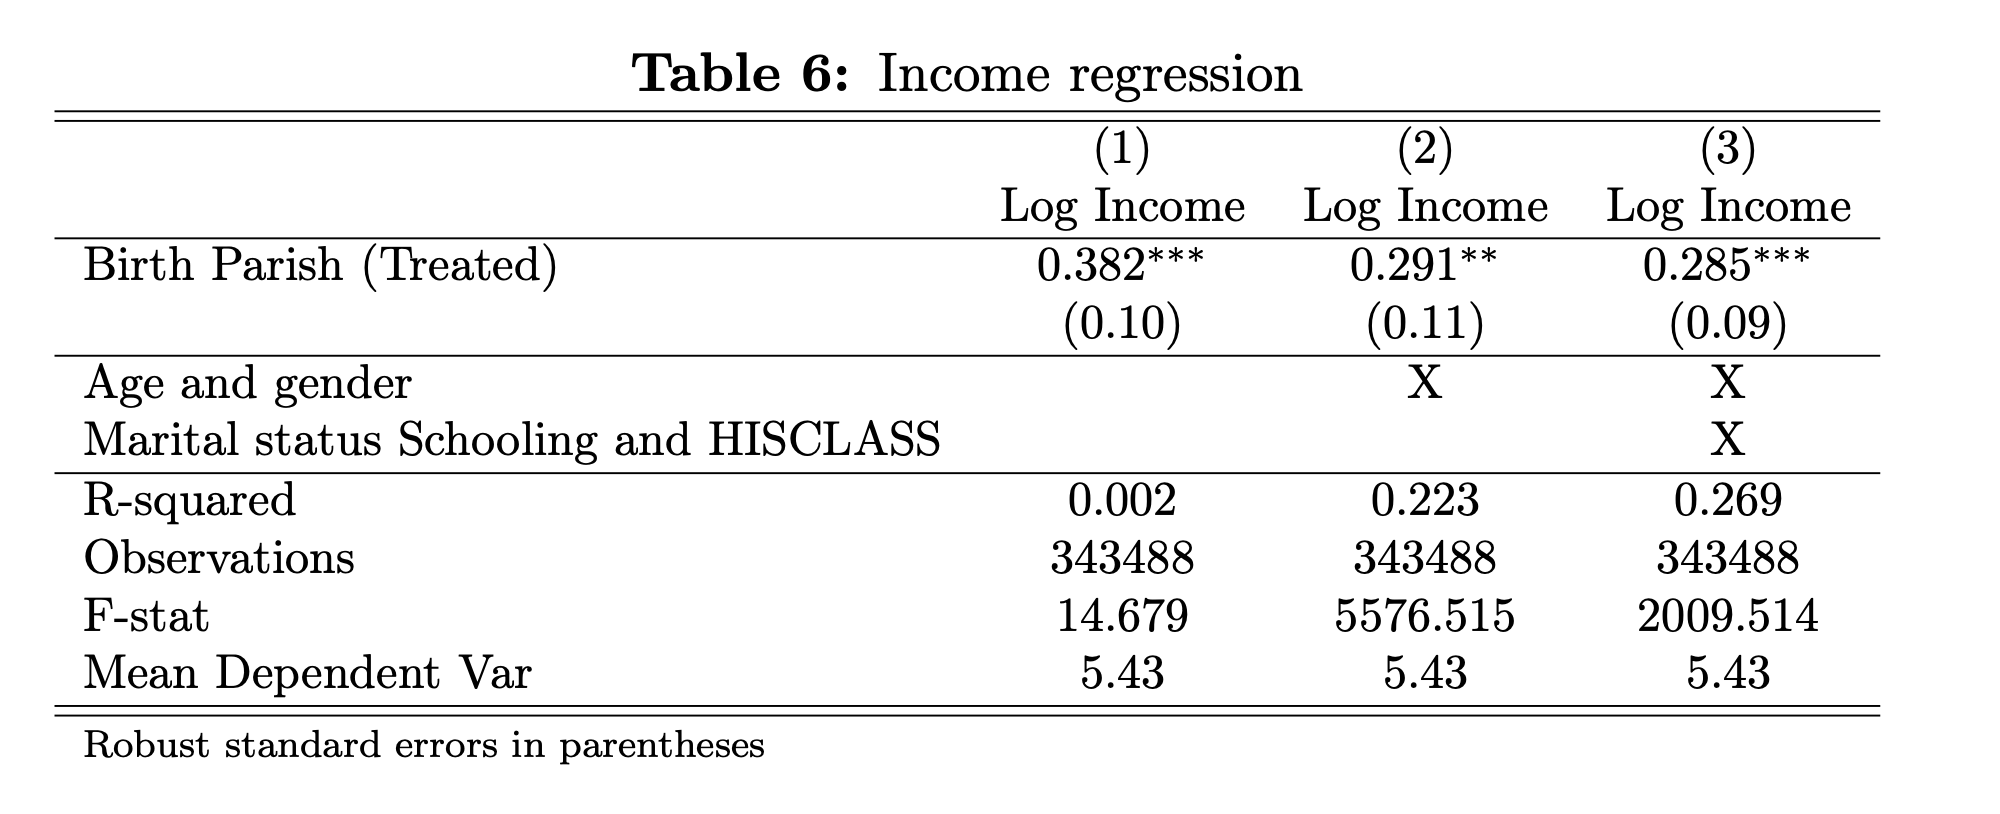 Table 6: Income regression
(1) (2) (3)
Log Income Log Income Log Income
Birth Parish (Treated) 0.382*** 0.291** 0.285***
(0.10) (0.11) (0.09)
Age and gender X X
Marital status Schooling and HISCLASS X
R-squared 0.002 0.223 0.269
Observations 343488 343488 343488
F-stat 14.679 5576.515 2009.514
Mean Dependent Var 5.43 5.43 5.43
Robust standard errors in parentheses